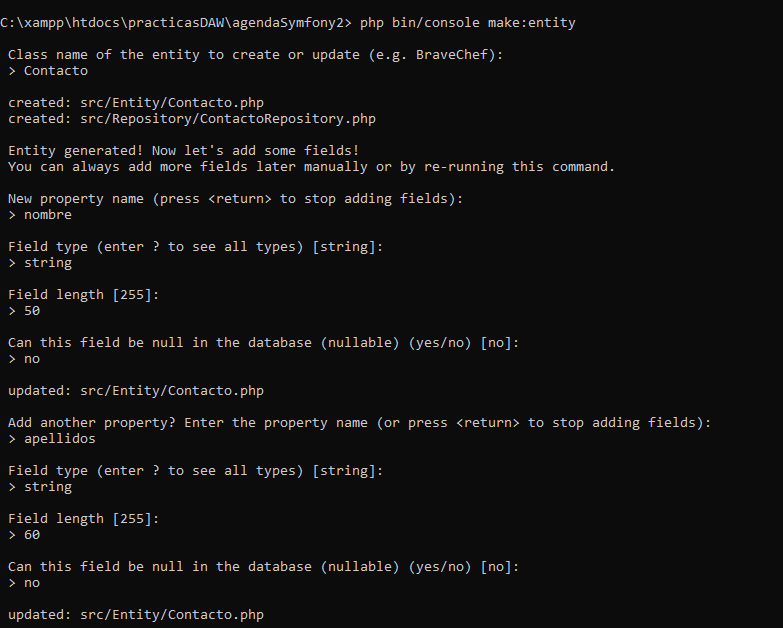 C:\xampp\htdocs\practicasDAW\agendaSymfony2> php bin/console make:entity
Class name of the entity to create or update (e.g. BraveChef):
> Contacto
created: src/Entity/Contacto.php
created: src/Repository/ContactoRepository.php
Entity generated! Now let's add some fields!
You can always add more fields later manually or by re-running this command.
New property name (press <return> to stop adding fields):
> nombre
Field type (enter ? to see all types) [string]:
> string
Field length [255]:
> 50
Can this field be null in the database (nullable) (yes/no) [no]:
> no
updated: src/Entity/Contacto.php
Add another property? Enter the property name (or press <return> to stop adding fields):
> apellidos
Field type (enter ? to see all types) [string]:
> string
Field length [255]:
> 60
Can this field be null in the database (nullable) (yes/no) [no]:
> no
updated: src/Entity/Contacto.php